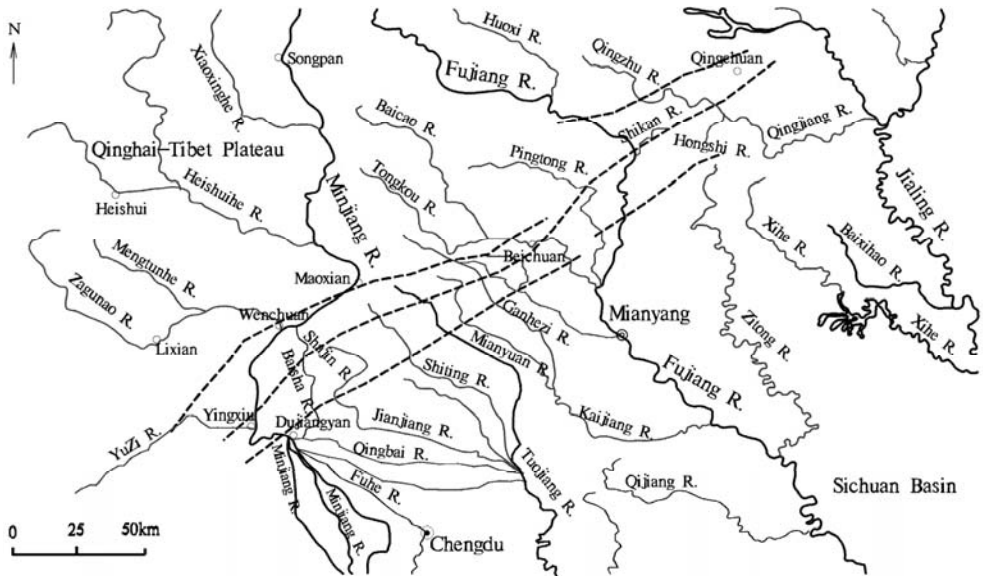 N
Huoxi R.
Qingzhu R.
Qingchuan
Songpan
Fujiang R.
Xiaoxinghe R.
Baicao R.
Shikan R.
Qingjiang R.
Hongshi R.
Qinghai-Tibet Plateau
Pingtong R.
Tongkou R.
Heishuihe R.
Minjiang R.
Heishui
Jialing R.
Xihe R.
Baixihao R.
Mengtunhe R.
Beichuan
Maoxian
Zagunao R.
Ganhezi R.
Wenchuan
Mianyang
Zitong R.
Xihe R.
Lixian
Shijin R.
Baisha R.
Mianyuan R.
Shiting R.
Fujiang R.
Yingxiu
Dujiangyan
Jianjiang R.
Kaijiang R.
YuZi R.
Qingbai R.
Minjiang R.
Fuhe R.
Tuojiang R.
Qijiang R.
Sichuan Basin
Minjiang R.
0 25 50km
Chengdu